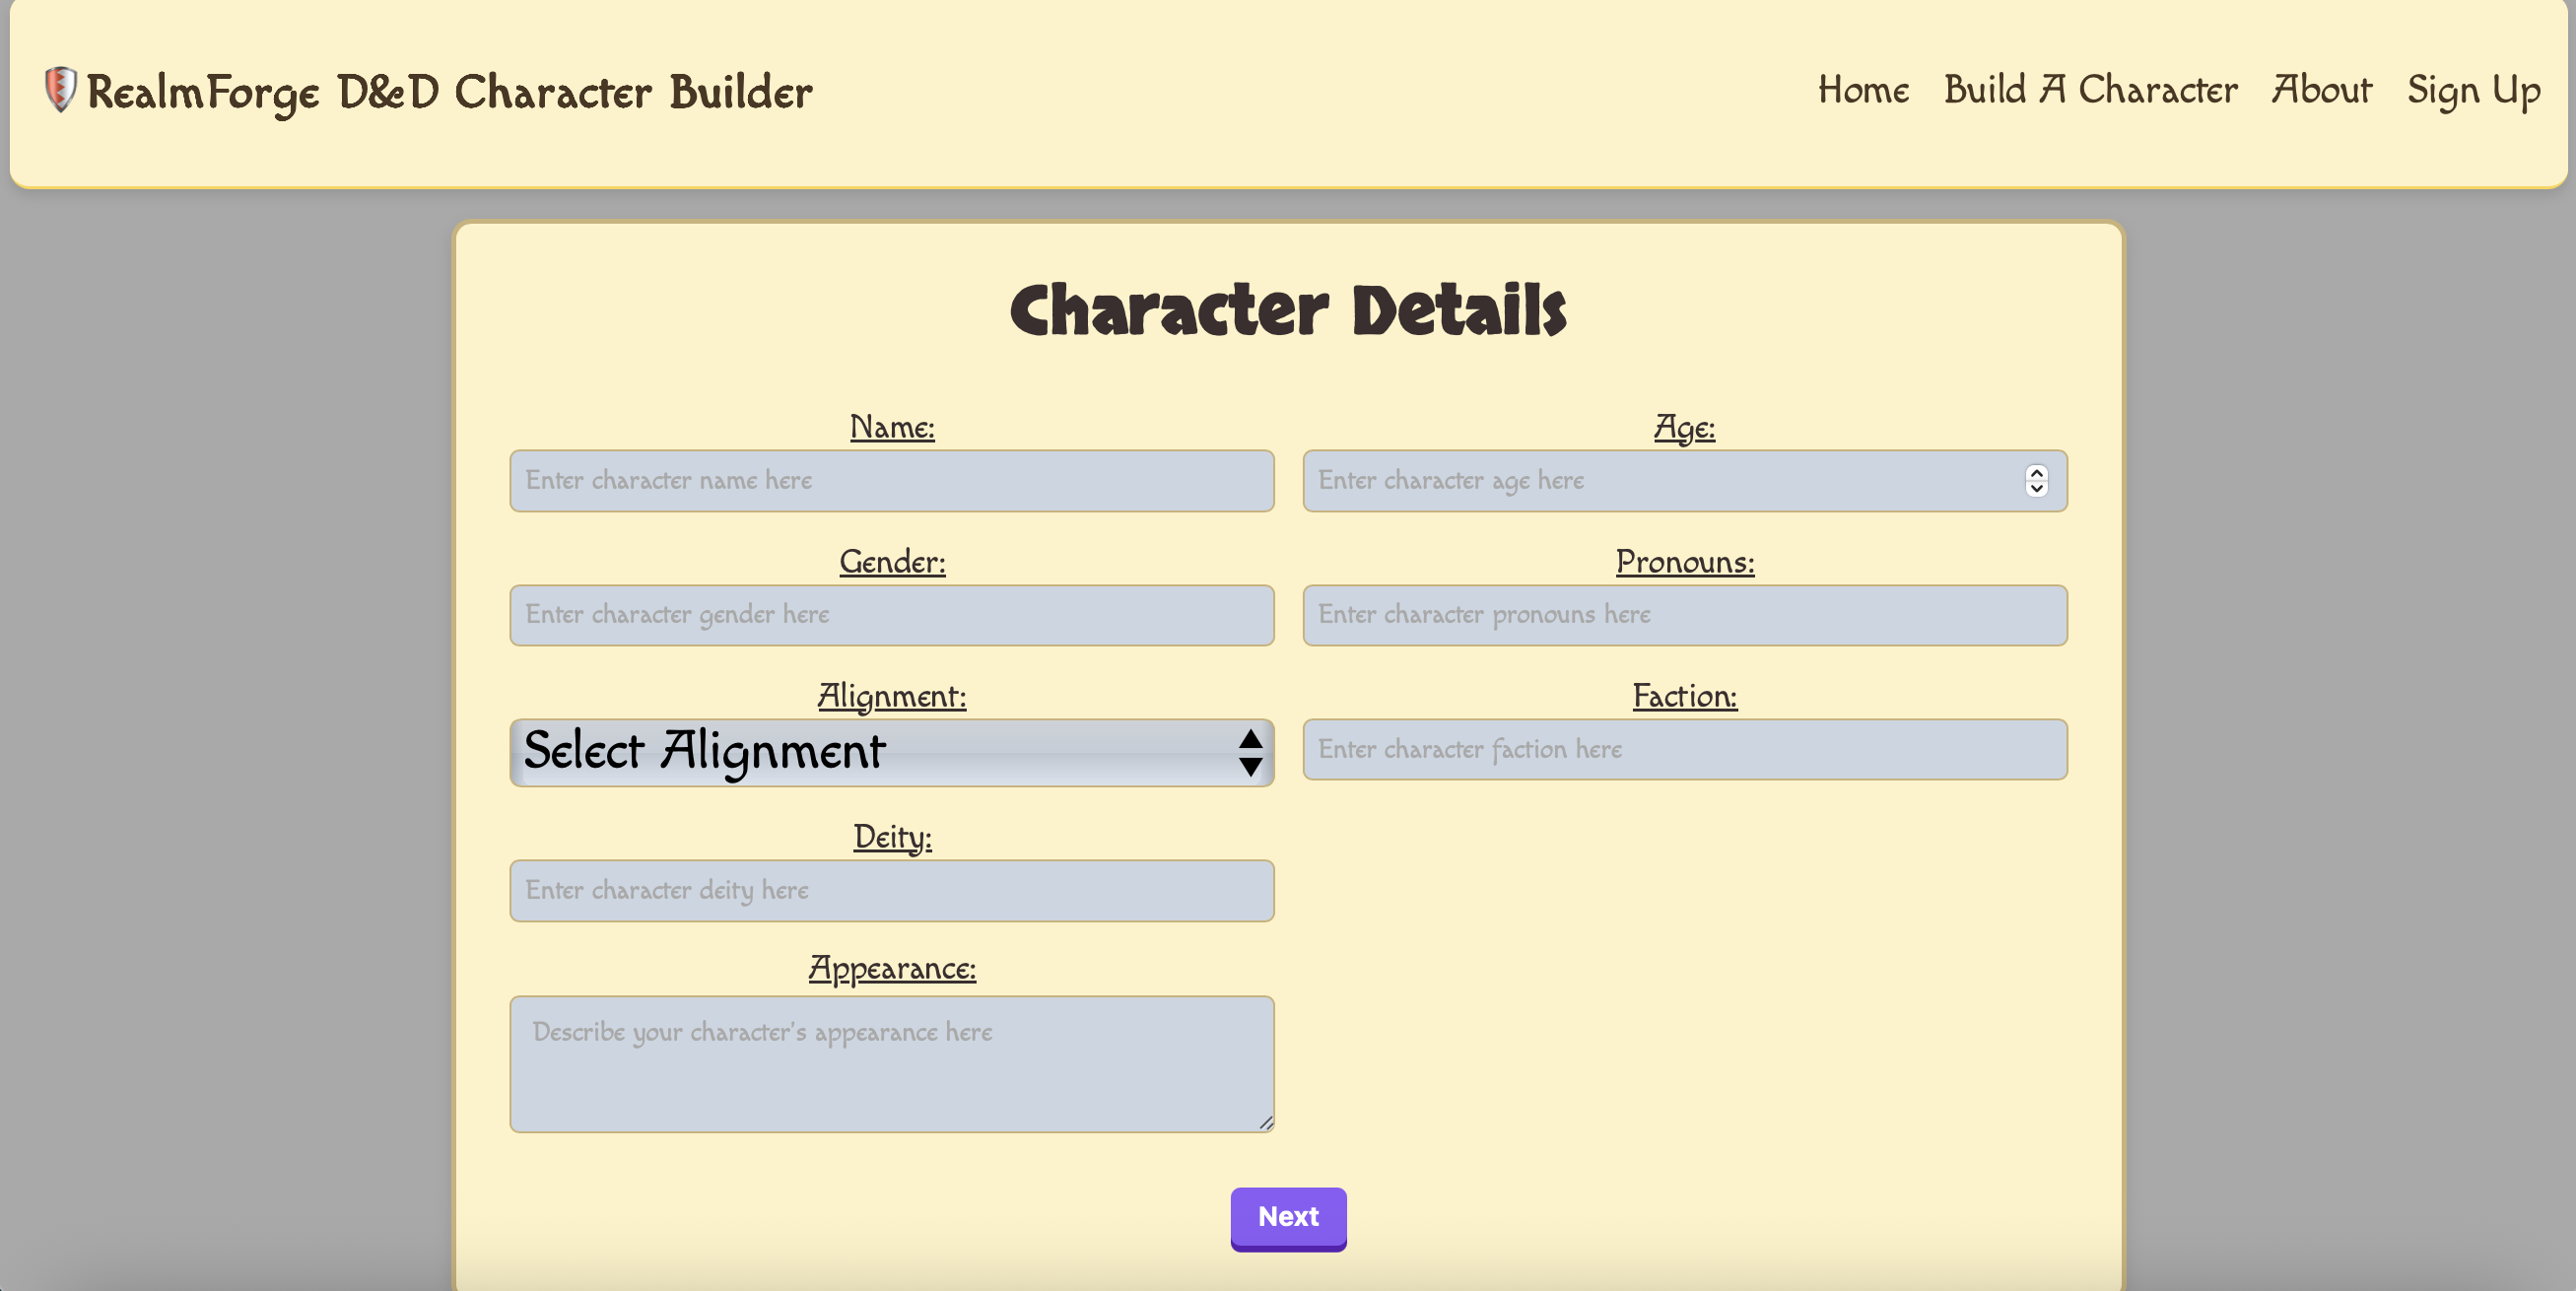 RealmForge D&D Character Builder
Home Build A Character About Sign Up
Character Details
Name: Age:
Enter character name here Enter character age here
Gender: Pronouns:
Enter character gender here Enter character pronouns here
Alignment: Faction:
Select Alignment Enter character faction here
Deity:
Enter character deity here
Appearance:
Describe your character's appearance here
Next